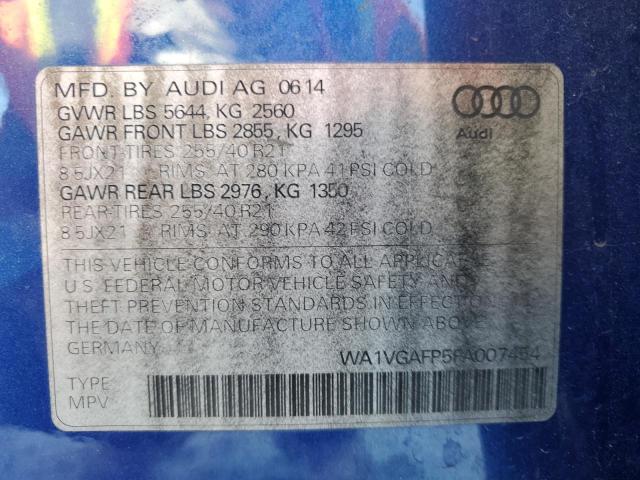 MFD. BY AUDI AG 06 14
GVWR LBS 5644, KG 2560
GAWR FRONT LBS 2855, KG 1295
FRONT-TIRES 255/40 R21
8.5JX21 RIMS AT 280 KPA 41 PSI COLD
GAWR REAR LBS 2976, KG 1350
REAR-TIRES 255/40 R21
8.5JX21 RIMS AT 290 KPA 42 PSI COLD
Audi
THIS VEHICLE CONFORMS TO ALL APPLICABLE
U.S. FEDERAL MOTOR VEHICLE SAFETY AND
THEFT PREVENTION STANDARDS IN EFFECT ON
THE DATE OF MANUFACTURE SHOWN ABOVE
GERMANY WA1VGAFP5FA007454
TYPE
MPV